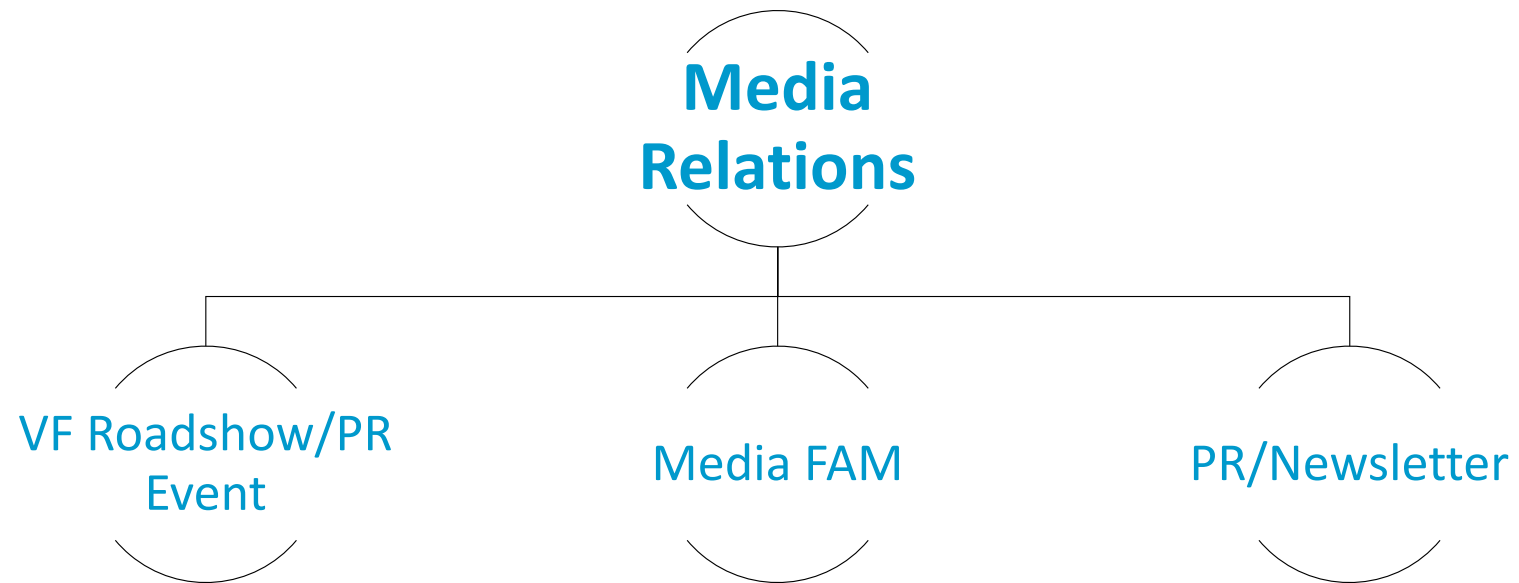 Media
Relations
VF Roadshow/PR
Event
Media FAM
PR/Newsletter